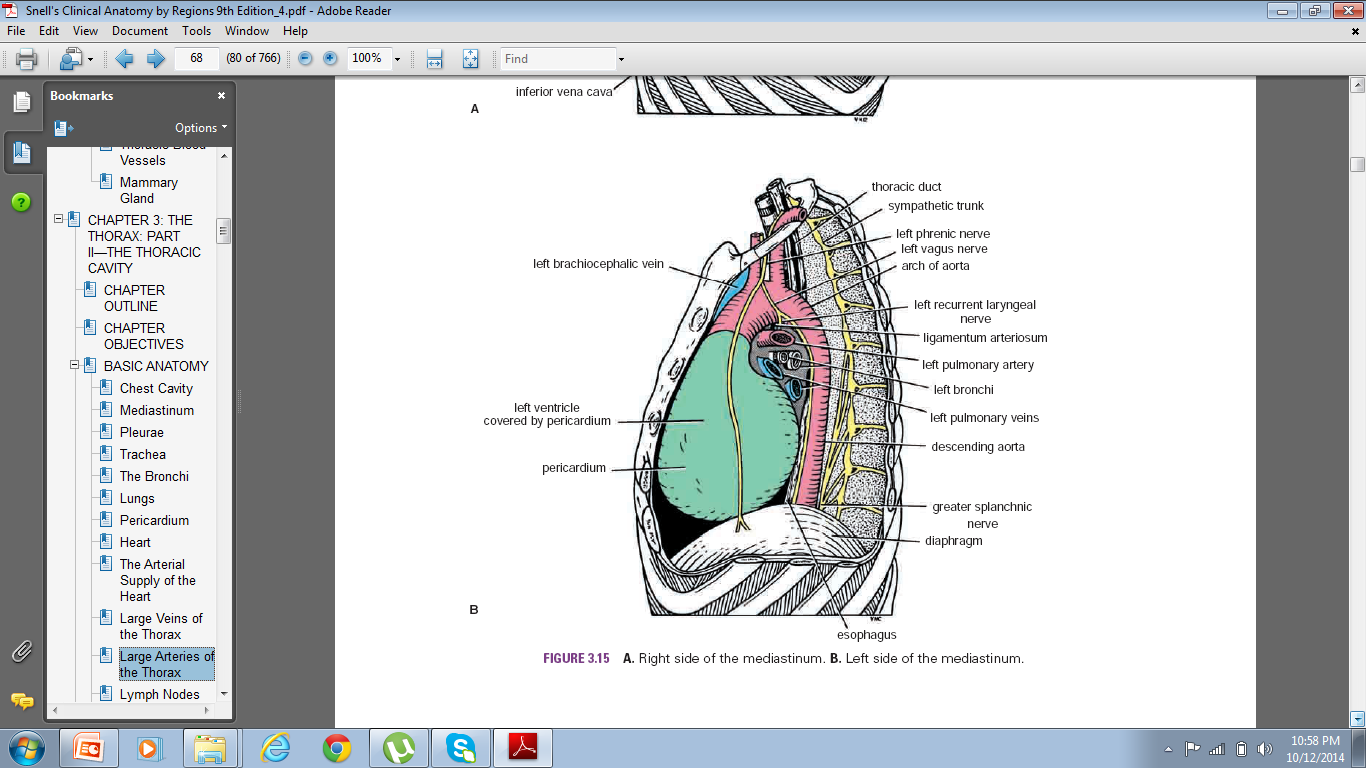 Snell's Clinical Anatomy by Regions 9th Edition_4.pdf - Adobe Reader
File Edit View Document Tools Window Help
68 (80 of 766) 100% Find
Bookmarks
Options
Thoracic Blood
Vessels
Mammary
Gland
CHAPTER 3: THE
THORAX: PART
II—THE THORACIC
CAVITY
CHAPTER
OUTLINE
CHAPTER
OBJECTIVES
BASIC ANATOMY
Chest Cavity
Mediastinum
Pleurae
Trachea
The Bronchi
Lungs
Pericardium
Heart
The Arterial
Supply of the
Heart
Large Veins of
the Thorax
Large Arteries of
the Thorax
Lymph Nodes
inferior vena cava
A
thoracic duct
sympathetic trunk
left phrenic nerve
left vagus nerve
arch of aorta
left brachiocephalic vein
left recurrent laryngeal
nerve
ligamentum arteriosum
left pulmonary artery
left bronchi
left pulmonary veins
left ventricle
covered by pericardium
descending aorta
pericardium
greater splanchnic
nerve
diaphragm
B
esophagus
FIGURE 3.15 A. Right side of the mediastinum. B. Left side of the mediastinum.
10:58 PM
10/12/2014